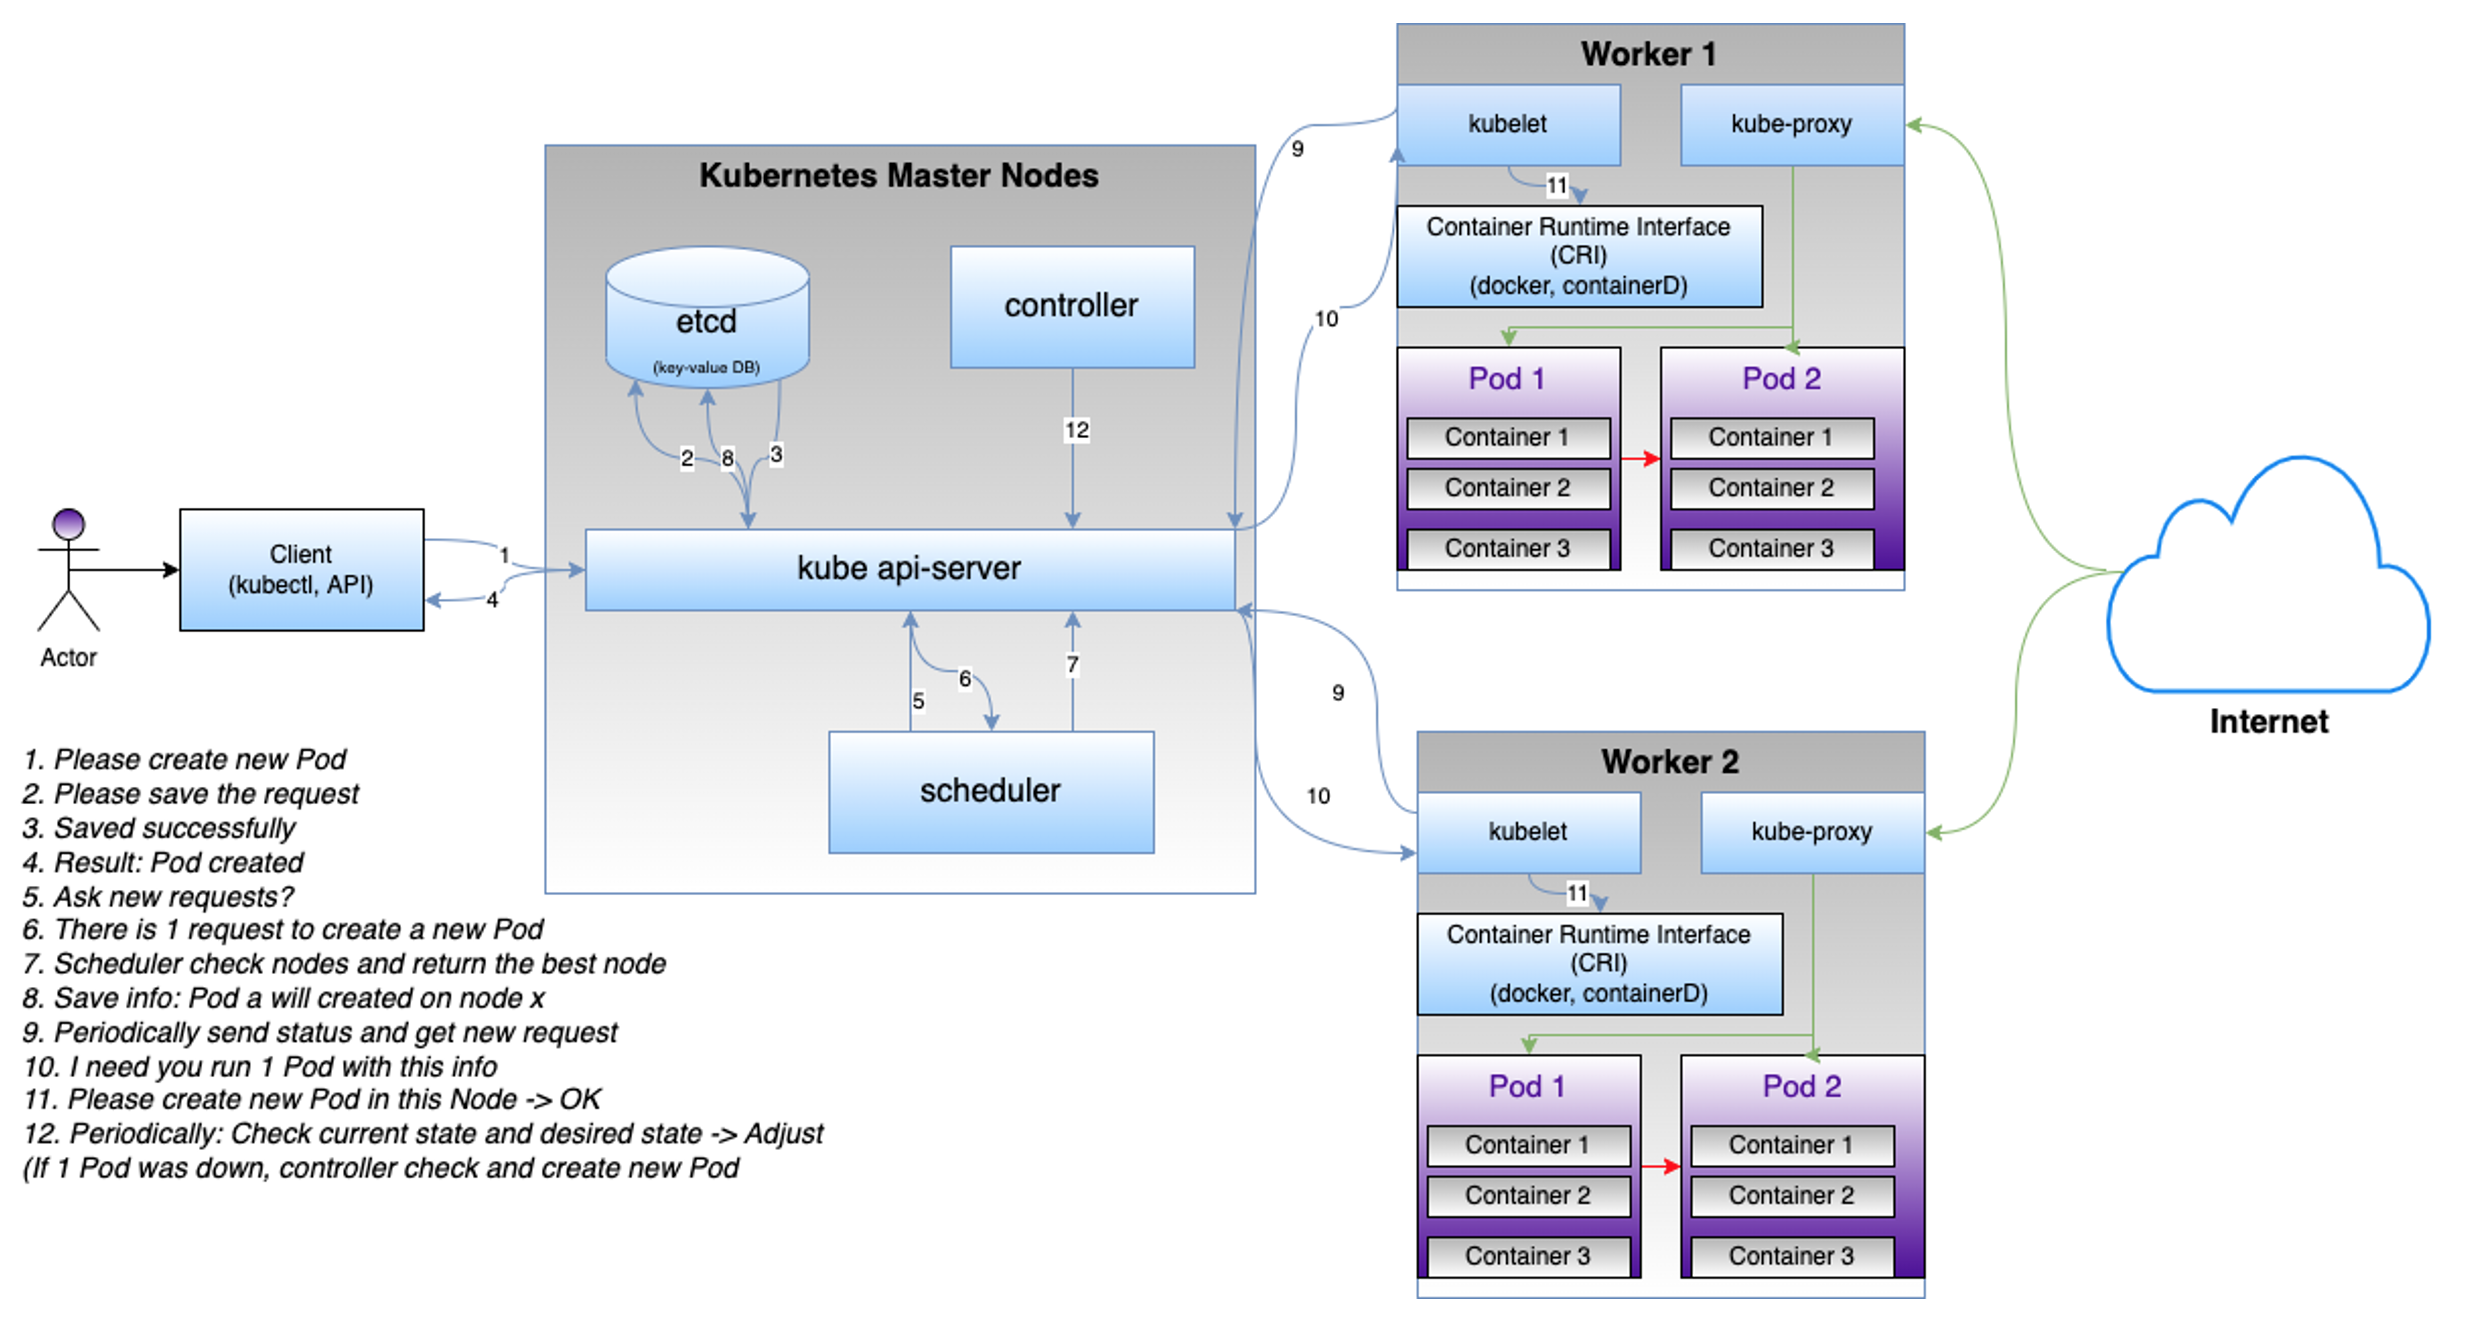 Worker 1
kubelet
kube-proxy
9
11
Kubernetes Master Nodes
Container Runtime Interface
(CRI)
(docker, containerD)
etcd
(key-value DB)
controller
10
Pod 1
Pod 2
Container 1
Container 1
12
2
8
3
Container 2
Container 2
Container 3
Container 3
Client
(kubectl, API)
1
4
kube api-server
Actor
6
7
5
9
Internet
scheduler
10
Worker 2
kubelet
kube-proxy
11
Container Runtime Interface
(CRI)
(docker, containerD)
Pod 1
Pod 2
Container 1
Container 1
Container 2
Container 2
Container 3
Container 3
1. Please create new Pod
2. Please save the request
3. Saved successfully
4. Result: Pod created
5. Ask new requests?
6. There is 1 request to create a new Pod
7. Scheduler check nodes and return the best node
8. Save info: Pod a will created on node x
9. Periodically send status and get new request
10. I need you run 1 Pod with this info
11. Please create new Pod in this Node -> OK
12. Periodically: Check current state and desired state -> Adjust
(If 1 Pod was down, controller check and create new Pod